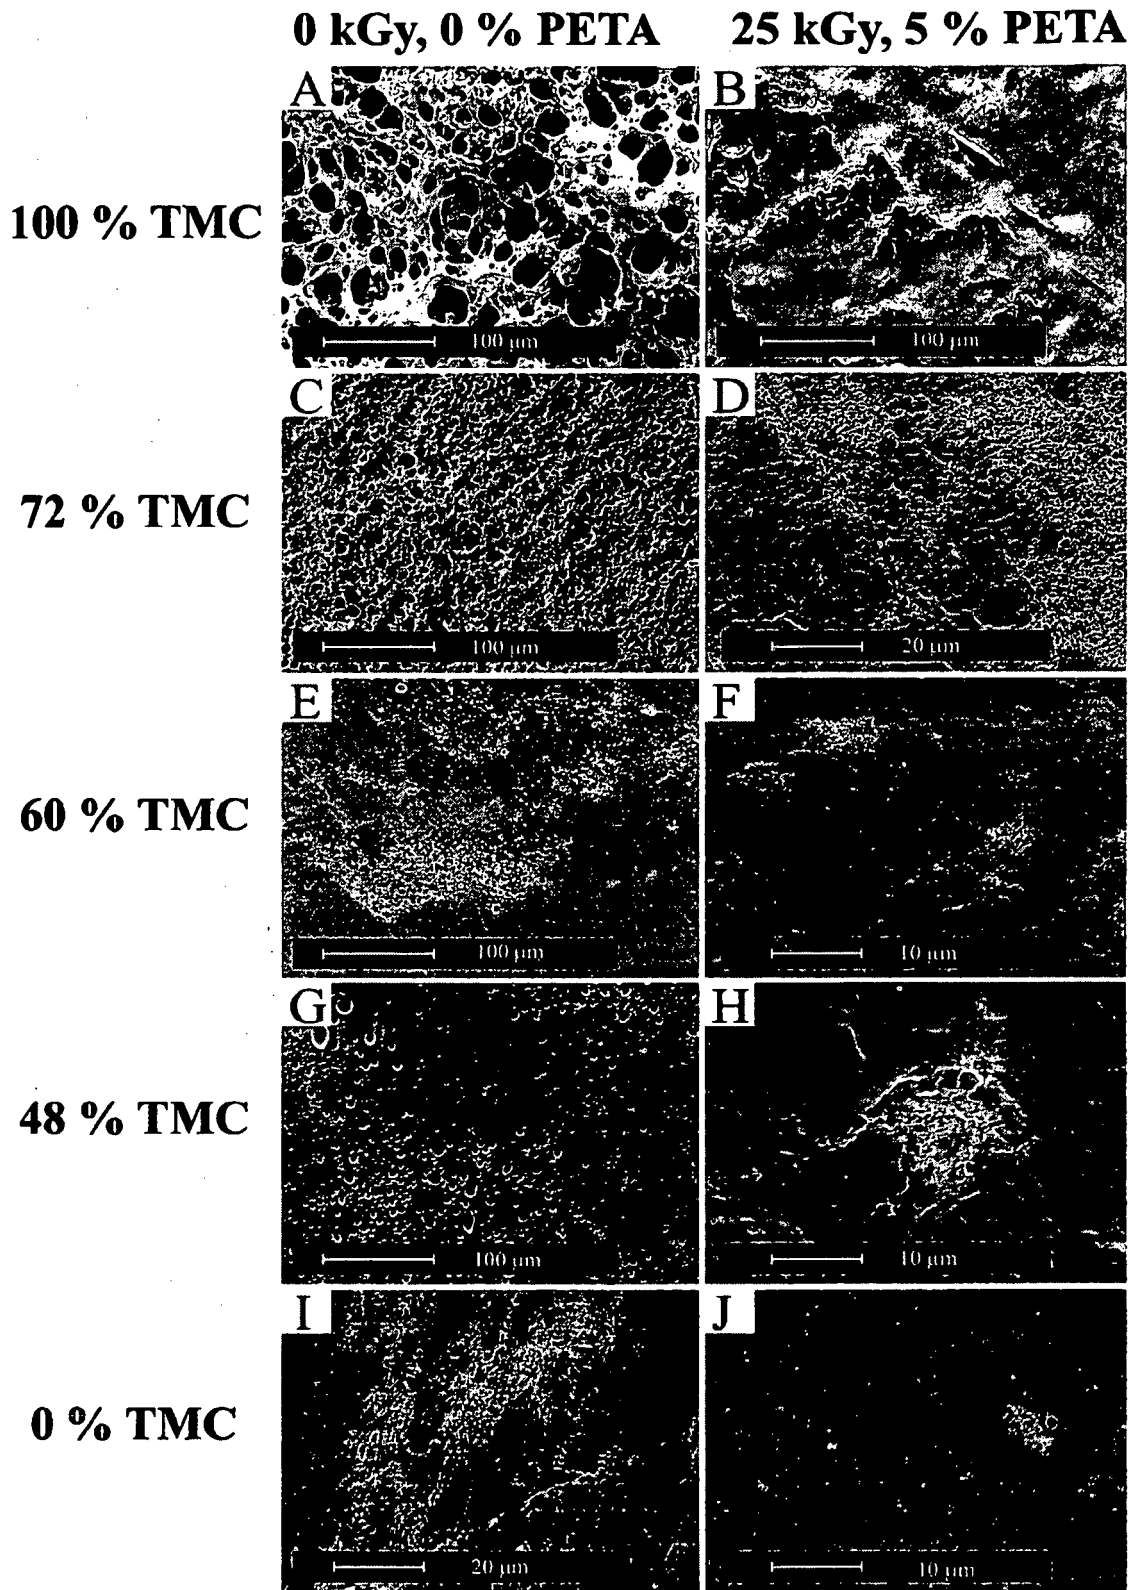 0 kGy, 0 % PETA 25 kGy, 5 % PETA
A B
100 % TMC
100 µm 100 µm
C D
72 % TMC
100 µm 20 µm
E F
60 % TMC
100 µm 10 µm
G H
48 % TMC
100 µm 10 µm
I J
0 % TMC
20 µm 10 µm